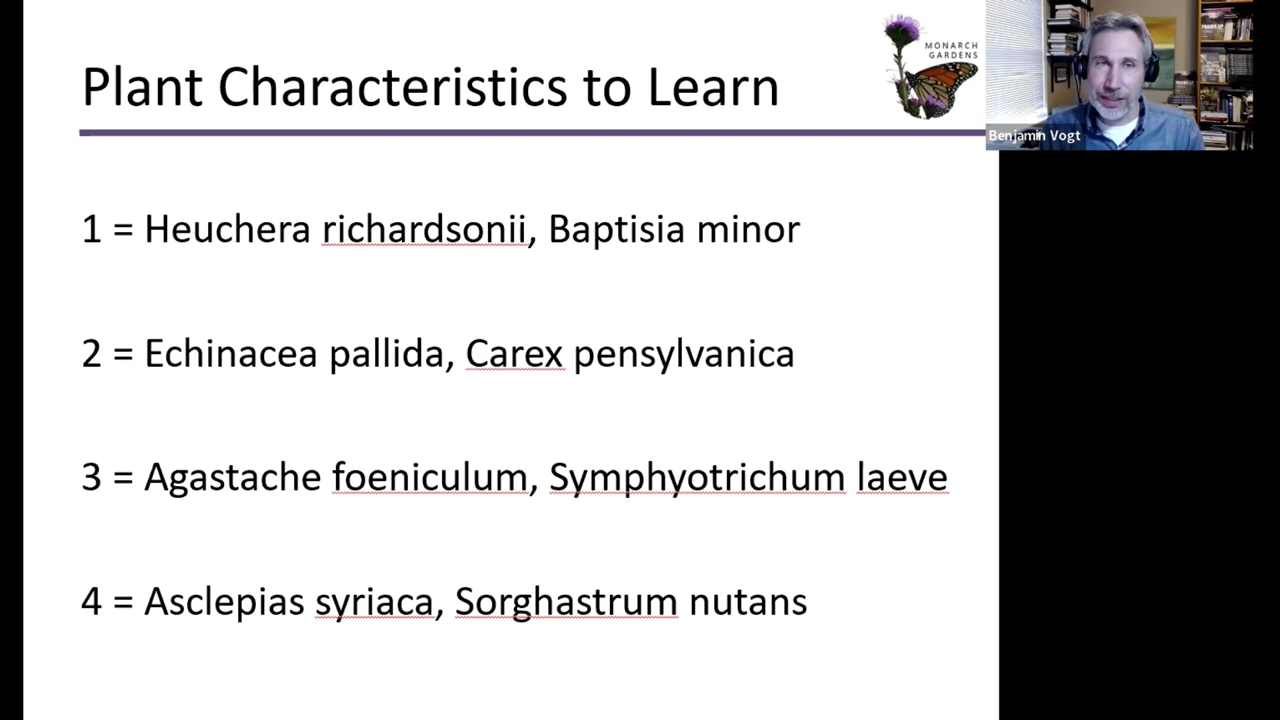 Plant Characteristics to Learn
MONARCH
GARDENS
Benjamin Vogt
1 = Heuchera richardsonii, Baptisia minor
2 = Echinacea pallida, Carex pensylvanica
3 = Agastache foeniculum, Symphyotrichum laeve
4 = Asclepias syriaca, Sorghastrum nutans